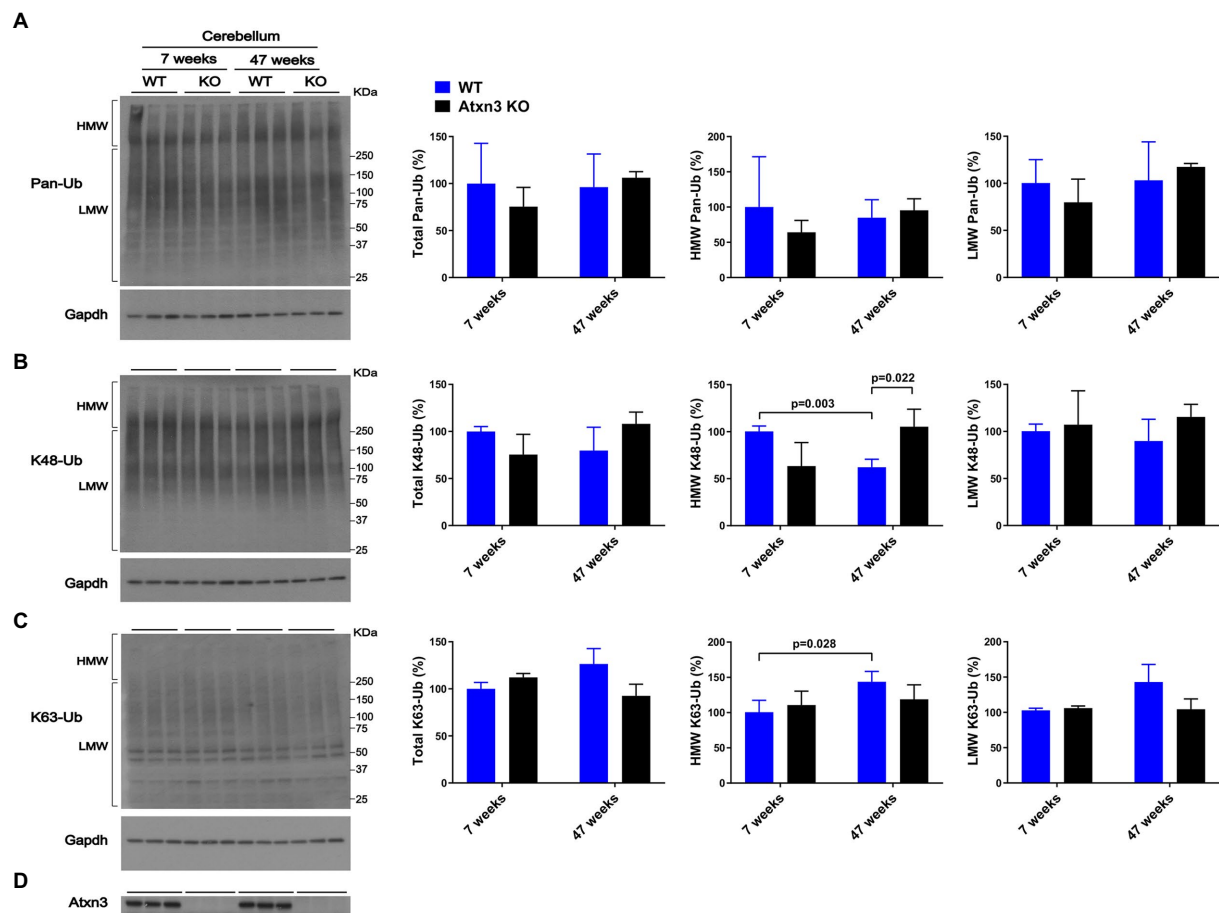 A
Cerebellum
7 weeks 47 weeks
WT KO WT KO
KDa
HMW
Pan-Ub
LMW
250
150
100
75
50
37
25
Gapdh
WT
Atxn3 KO
Total Pan-Ub (%)
150
100
50
0
7 weeks
47 weeks
HMW Pan-Ub (%)
200
150
100
50
0
7 weeks
47 weeks
LMW Pan-Ub (%)
150
100
50
0
7 weeks
47 weeks
B
KDa
HMW
K48-Ub
LMW
250
150
100
75
50
37
25
Gapdh
Total K48-Ub (%)
150
100
50
0
7 weeks
47 weeks
HMW K48-Ub (%)
150
100
50
0
p=0.003
p=0.022
7 weeks
47 weeks
LMW K48-Ub (%)
150
100
50
0
7 weeks
47 weeks
C
KDa
HMW
K63-Ub
LMW
250
150
100
75
50
37
25
Gapdh
Total K63-Ub (%)
150
100
50
0
7 weeks
47 weeks
HMW K63-Ub (%)
200
150
100
50
0
p=0.028
7 weeks
47 weeks
LMW K63-Ub (%)
200
150
100
50
0
7 weeks
47 weeks
D
Atxn3